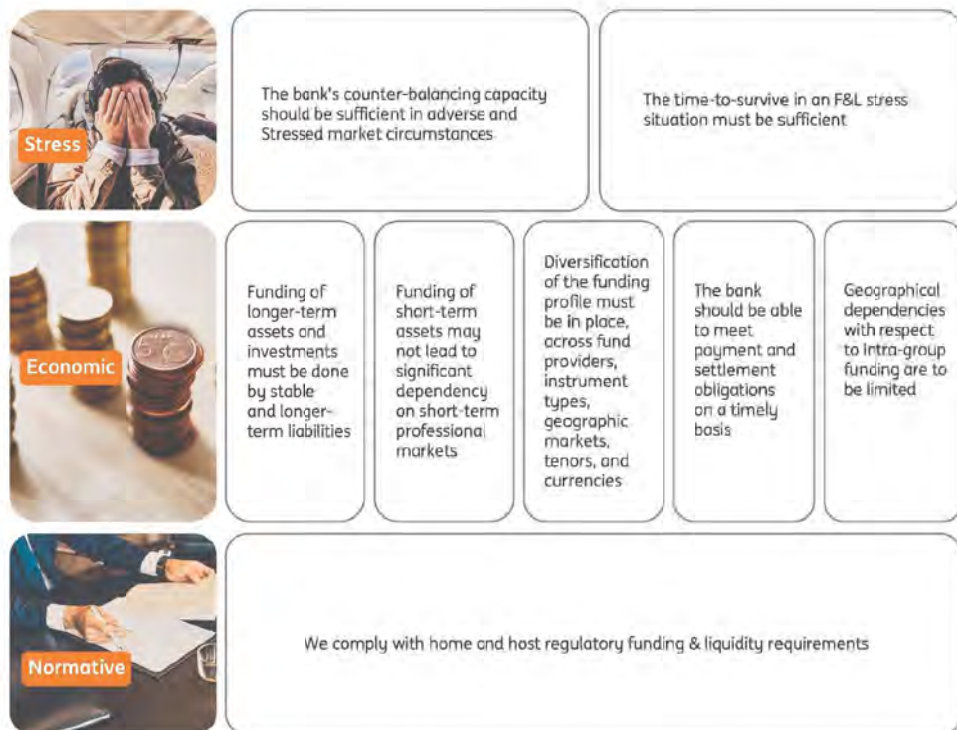 Stress
The bank's counter-balancing capacity
should be sufficient in adverse and
Stressed market circumstances
The time-to-survive in an F&L stress
situation must be sufficient
Economic
Funding of
longer-term
assets and
investments
must be done
by stable
and longer-
term liabilities
Funding of
short-term
assets may
not lead to
significant
dependency
on short-term
professional
markets
Diversification
of the funding
profile must
be in place,
across fund
providers,
instrument
types,
geographic
markets,
tenors, and
currencies
The bank
should be able
to meet
payment and
settlement
obligations
on a timely
basis
Geographical
dependencies
with respect
to intra-group
funding are to
be limited
Normative
We comply with home and host regulatory funding & liquidity requirements